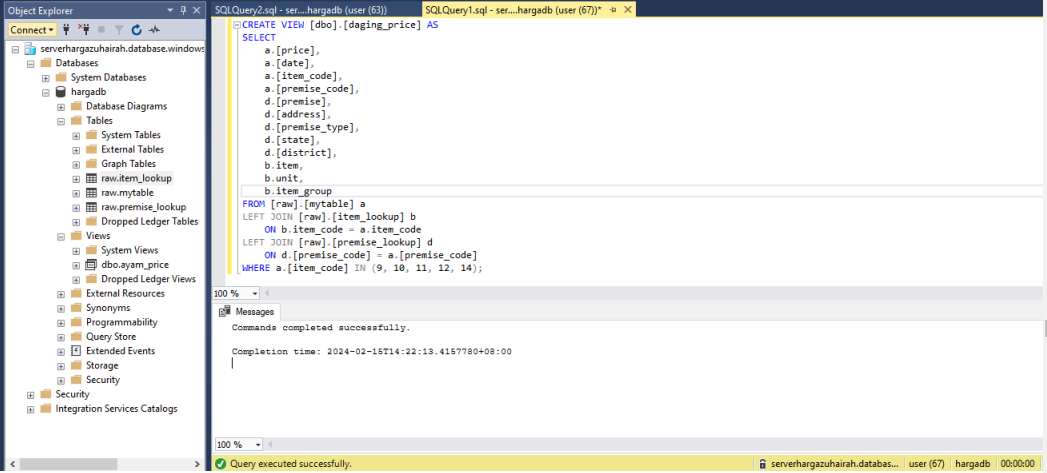 Object Explorer
Connect
serverhargazuhairah.database.windows
Databases
System Databases
hargadb
Database Diagrams
Tables
System Tables
External Tables
Graph Tables
raw.item_lookup
raw.mytable
raw.premise_lookup
Dropped Ledger Tables
Views
System Views
dbo.ayam_price
Dropped Ledger Views
External Resources
Synonyms
Programmability
Query Store
Extended Events
Storage
Security
Security
Integration Services Catalogs
SQLQuery2.sql - ser....hargadb (user (63))
SQLQuery1.sql - ser....hargadb (user (67))*
CREATE VIEW [dbo].[daging_price] AS
SELECT
a.[price],
a.[date],
a.[item_code],
a.[premise_code],
d.[premise],
d.[address],
d.[premise_type],
d.[state],
d.[district],
b.item,
b.unit,
b.item_group
FROM [raw].[mytable] a
LEFT JOIN [raw].[item_lookup] b
ON b.item_code = a.item_code
LEFT JOIN [raw].[premise_lookup] d
ON d.[premise_code] = a.[premise_code]
WHERE a.[item_code] IN (9, 10, 11, 12, 14);
100 %
Messages
Commands completed successfully.
Completion time: 2024-02-15T14:22:13.4157780+08:00
100 %
Query executed successfully.
serverhargazuhairah.databas...
user (67)
hargadb
00:00:00